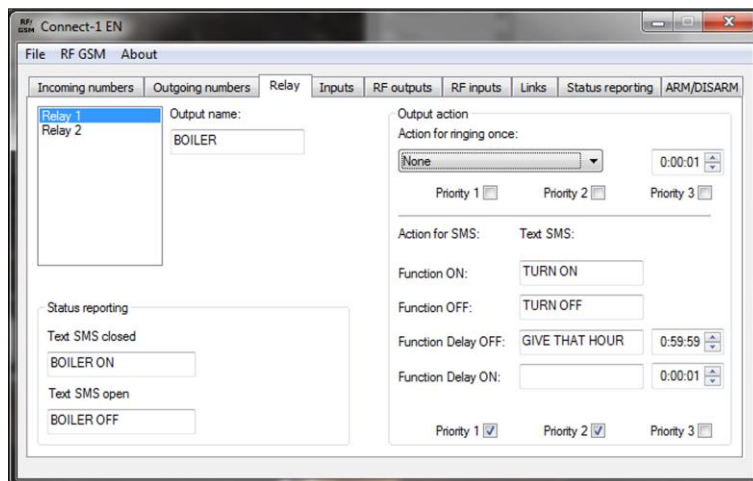 RF/ GSM Connect-1 EN
File RF GSM About
Incoming numbers Outgoing numbers Relay Inputs RF outputs RF inputs Links Status reporting ARM/DISARM
Relay 1
Relay 2
Output name:
BOILER
Status reporting
Text SMS closed
BOILER ON
Text SMS open
BOILER OFF
Output action
Action for ringing once:
None 0:00:01
Priority 1 Priority 2 Priority 3
Action for SMS: Text SMS:
Function ON: TURN ON
Function OFF: TURN OFF
Function Delay OFF: GIVE THAT HOUR 0:59:59
Function Delay ON: 0:00:01
Priority 1 Priority 2 Priority 3